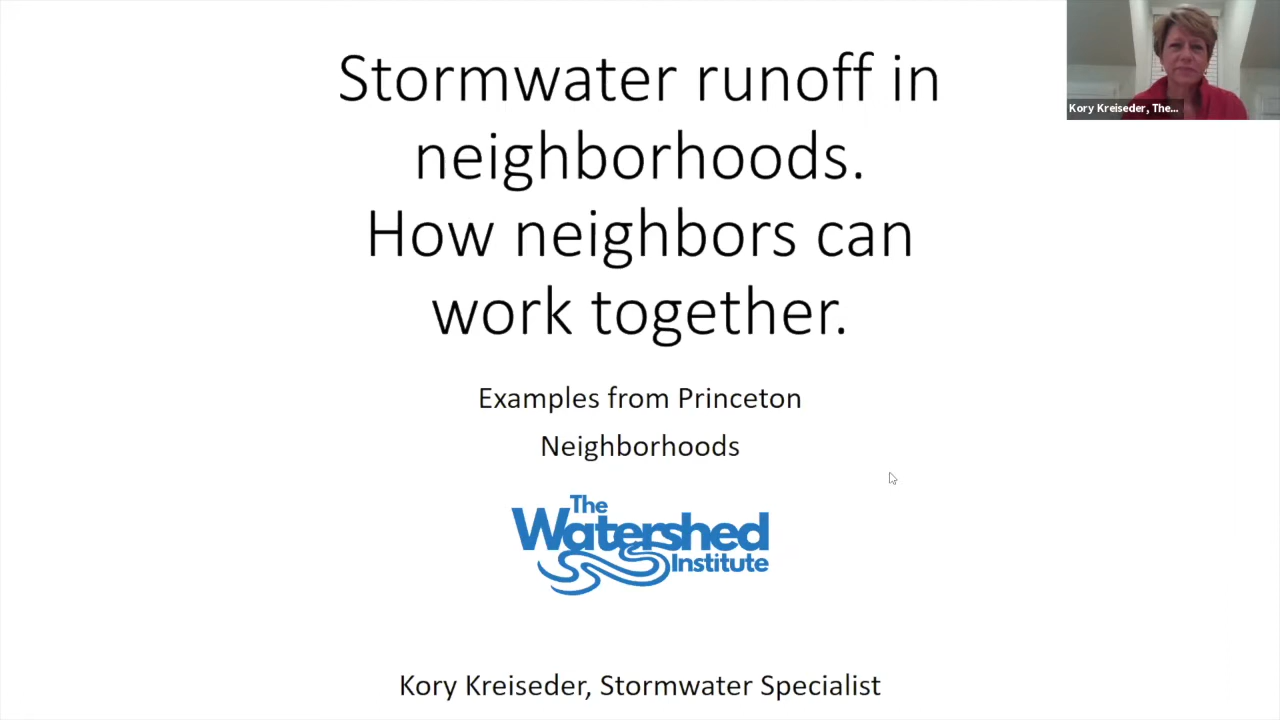 Stormwater runoff in
neighborhoods.
How neighbors can
work together.
Kory Kreiseder, The...
Examples from Princeton
Neighborhoods
The
Watershed
Institute
Kory Kreiseder, Stormwater Specialist